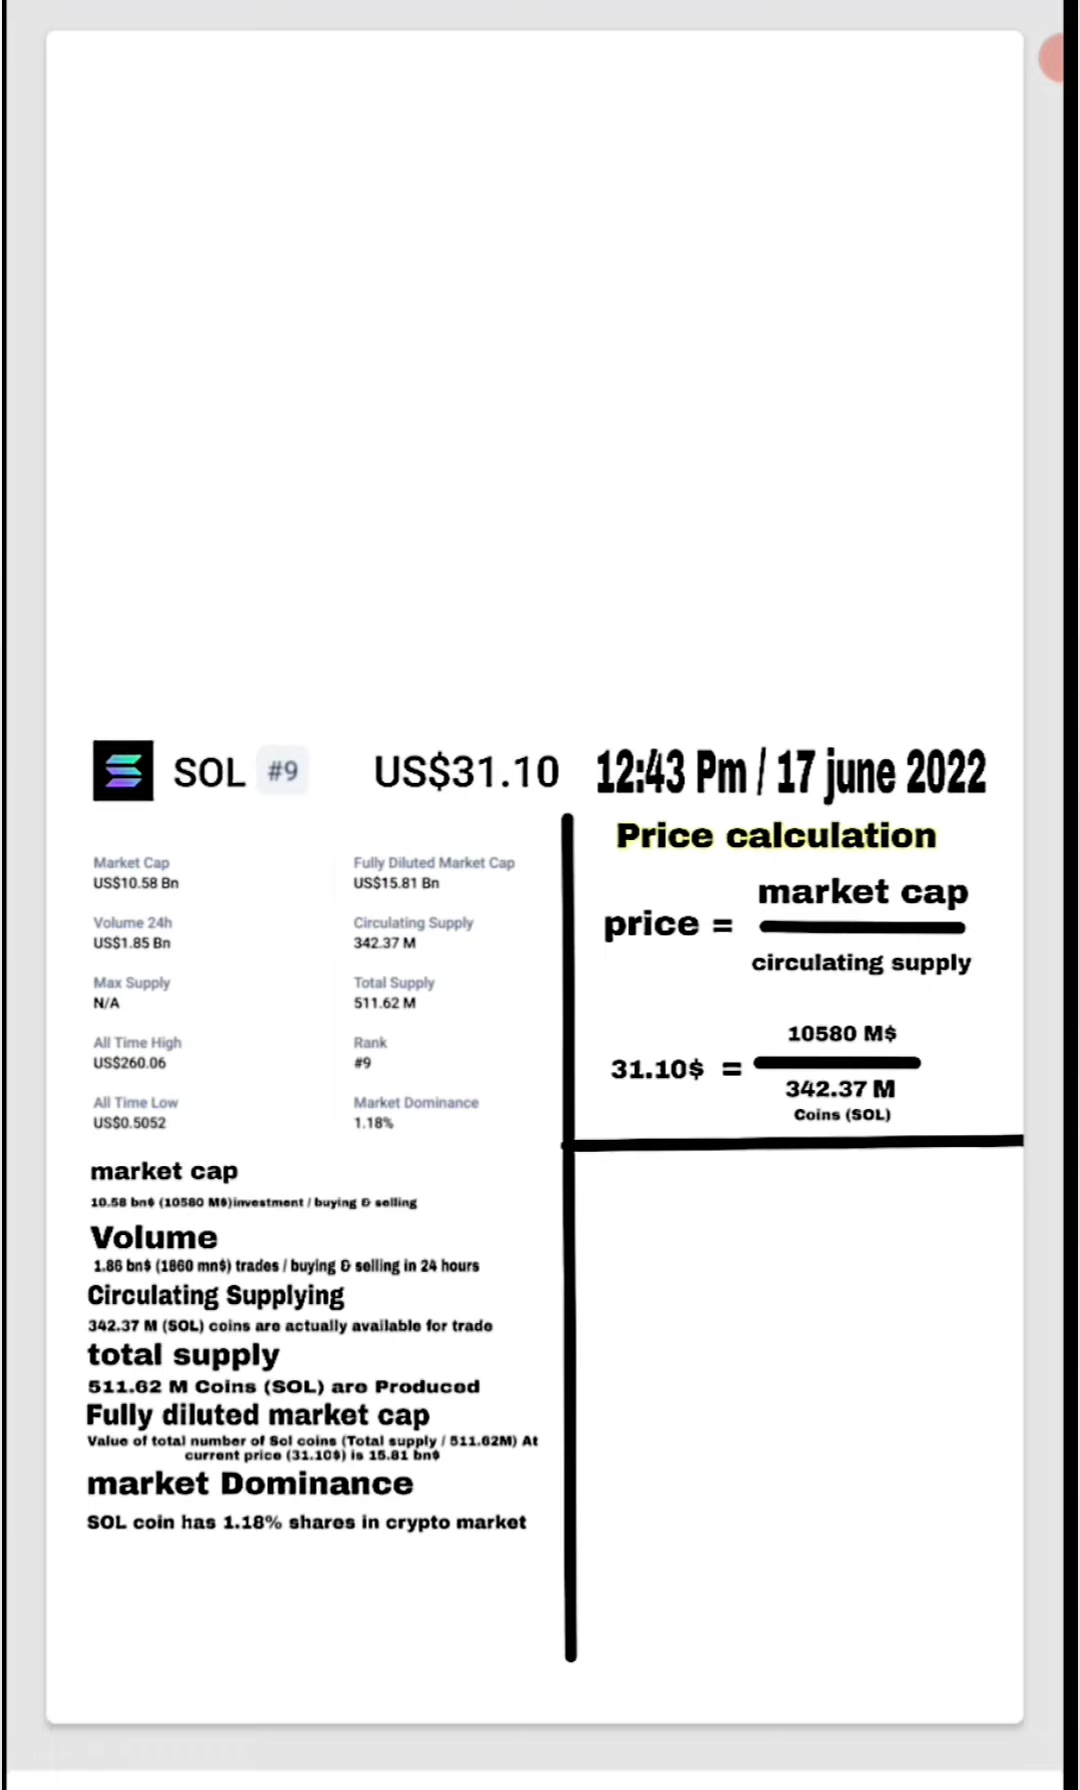 SOL #9 US$31.10 12:43 Pm / 17 june 2022
Market Cap
US$10.58 Bn
Fully Diluted Market Cap
US$15.81 Bn
Volume 24h
US$1.85 Bn
Circulating Supply
342.37 M
Max Supply
N/A
Total Supply
511.62 M
All Time High
US$260.06
Rank
#9
All Time Low
US$0.5052
Market Dominance
1.18%
market cap
10.58 bn$ (10580 M$)investment / buying & selling
Volume
1.86 bn$ (1860 mn$) trades / buying & selling in 24 hours
Circulating Supplying
342.37 M (SOL) coins are actually available for trade
total supply
511.62 M Coins (SOL) are Produced
Fully diluted market cap
Value of total number of Sol coins (Total supply / 511.62M) At
current price (31.10$) is 15.81 bn$
market Dominance
SOL coin has 1.18% shares in crypto market
Price calculation
market cap
price =
circulating supply
10580 M$
31.10$ =
342.37 M
Coins (SOL)